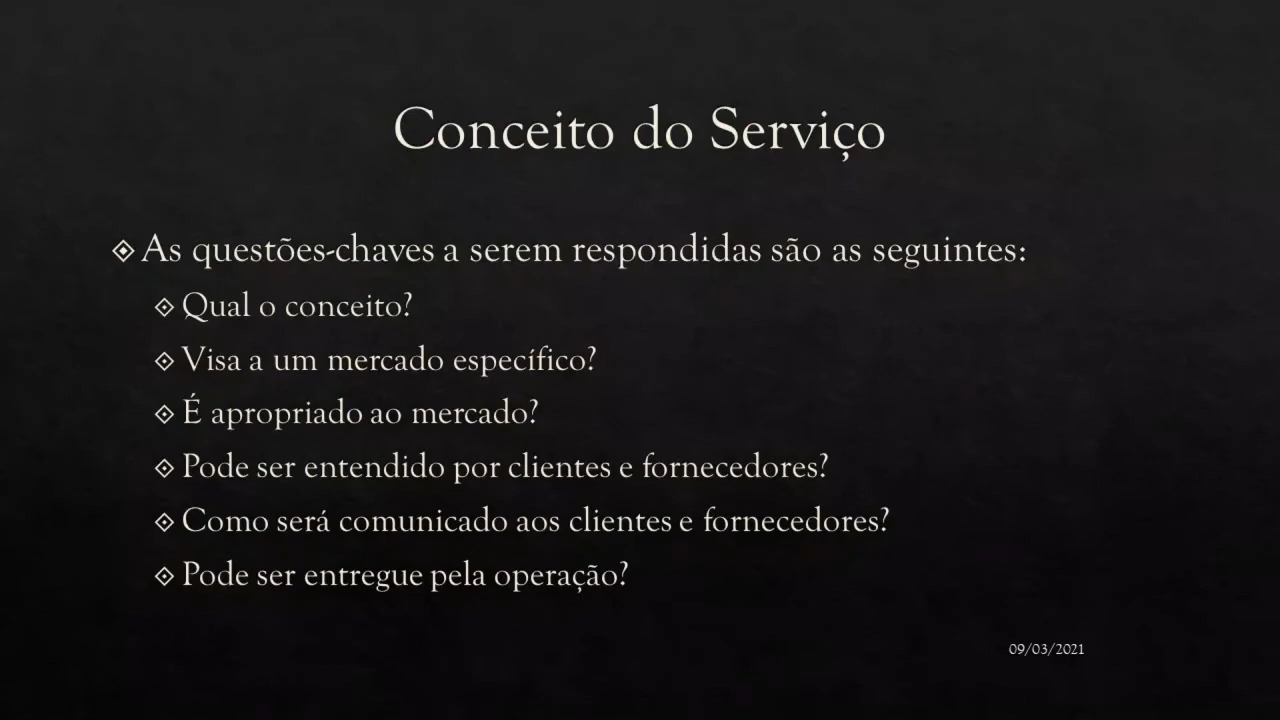 Conceito do Serviço
As questões-chaves a serem respondidas são as seguintes:
Qual o conceito?
Visa a um mercado específico?
É apropriado ao mercado?
Pode ser entendido por clientes e fornecedores?
Como será comunicado aos clientes e fornecedores?
Pode ser entregue pela operação?
09/03/2021